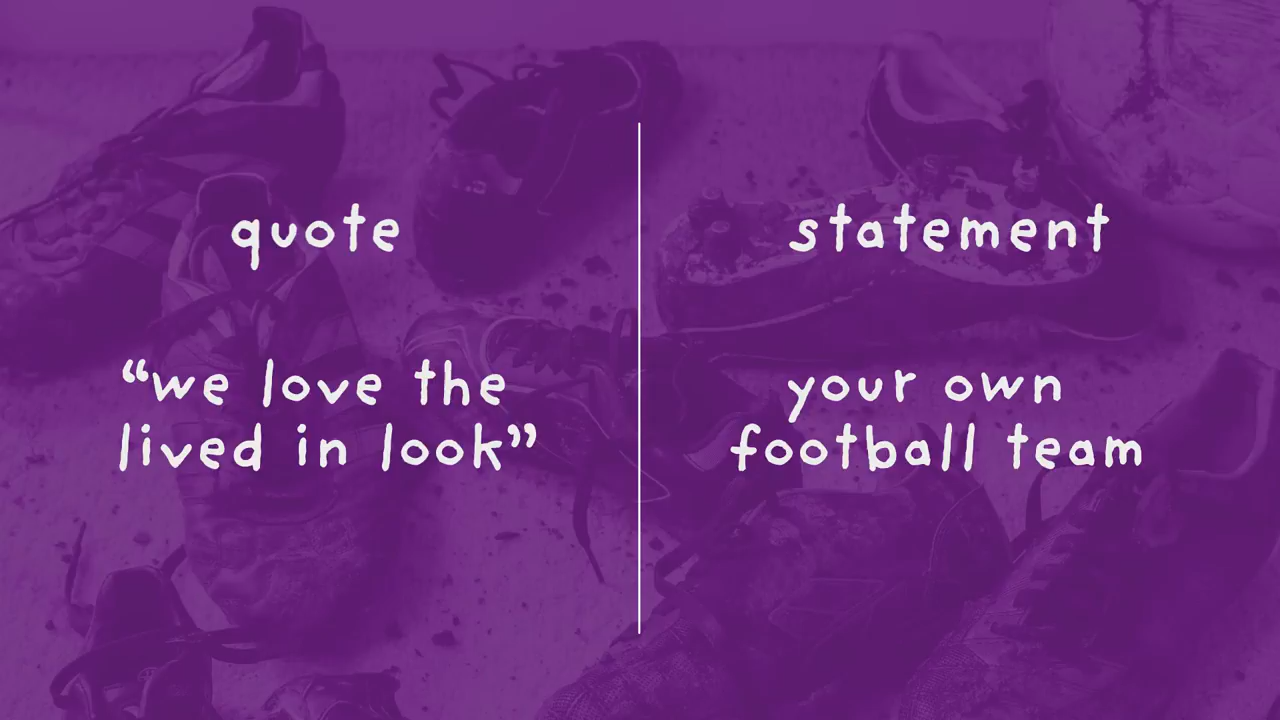 quote
“we love the
lived in look”
statement
your own
football team